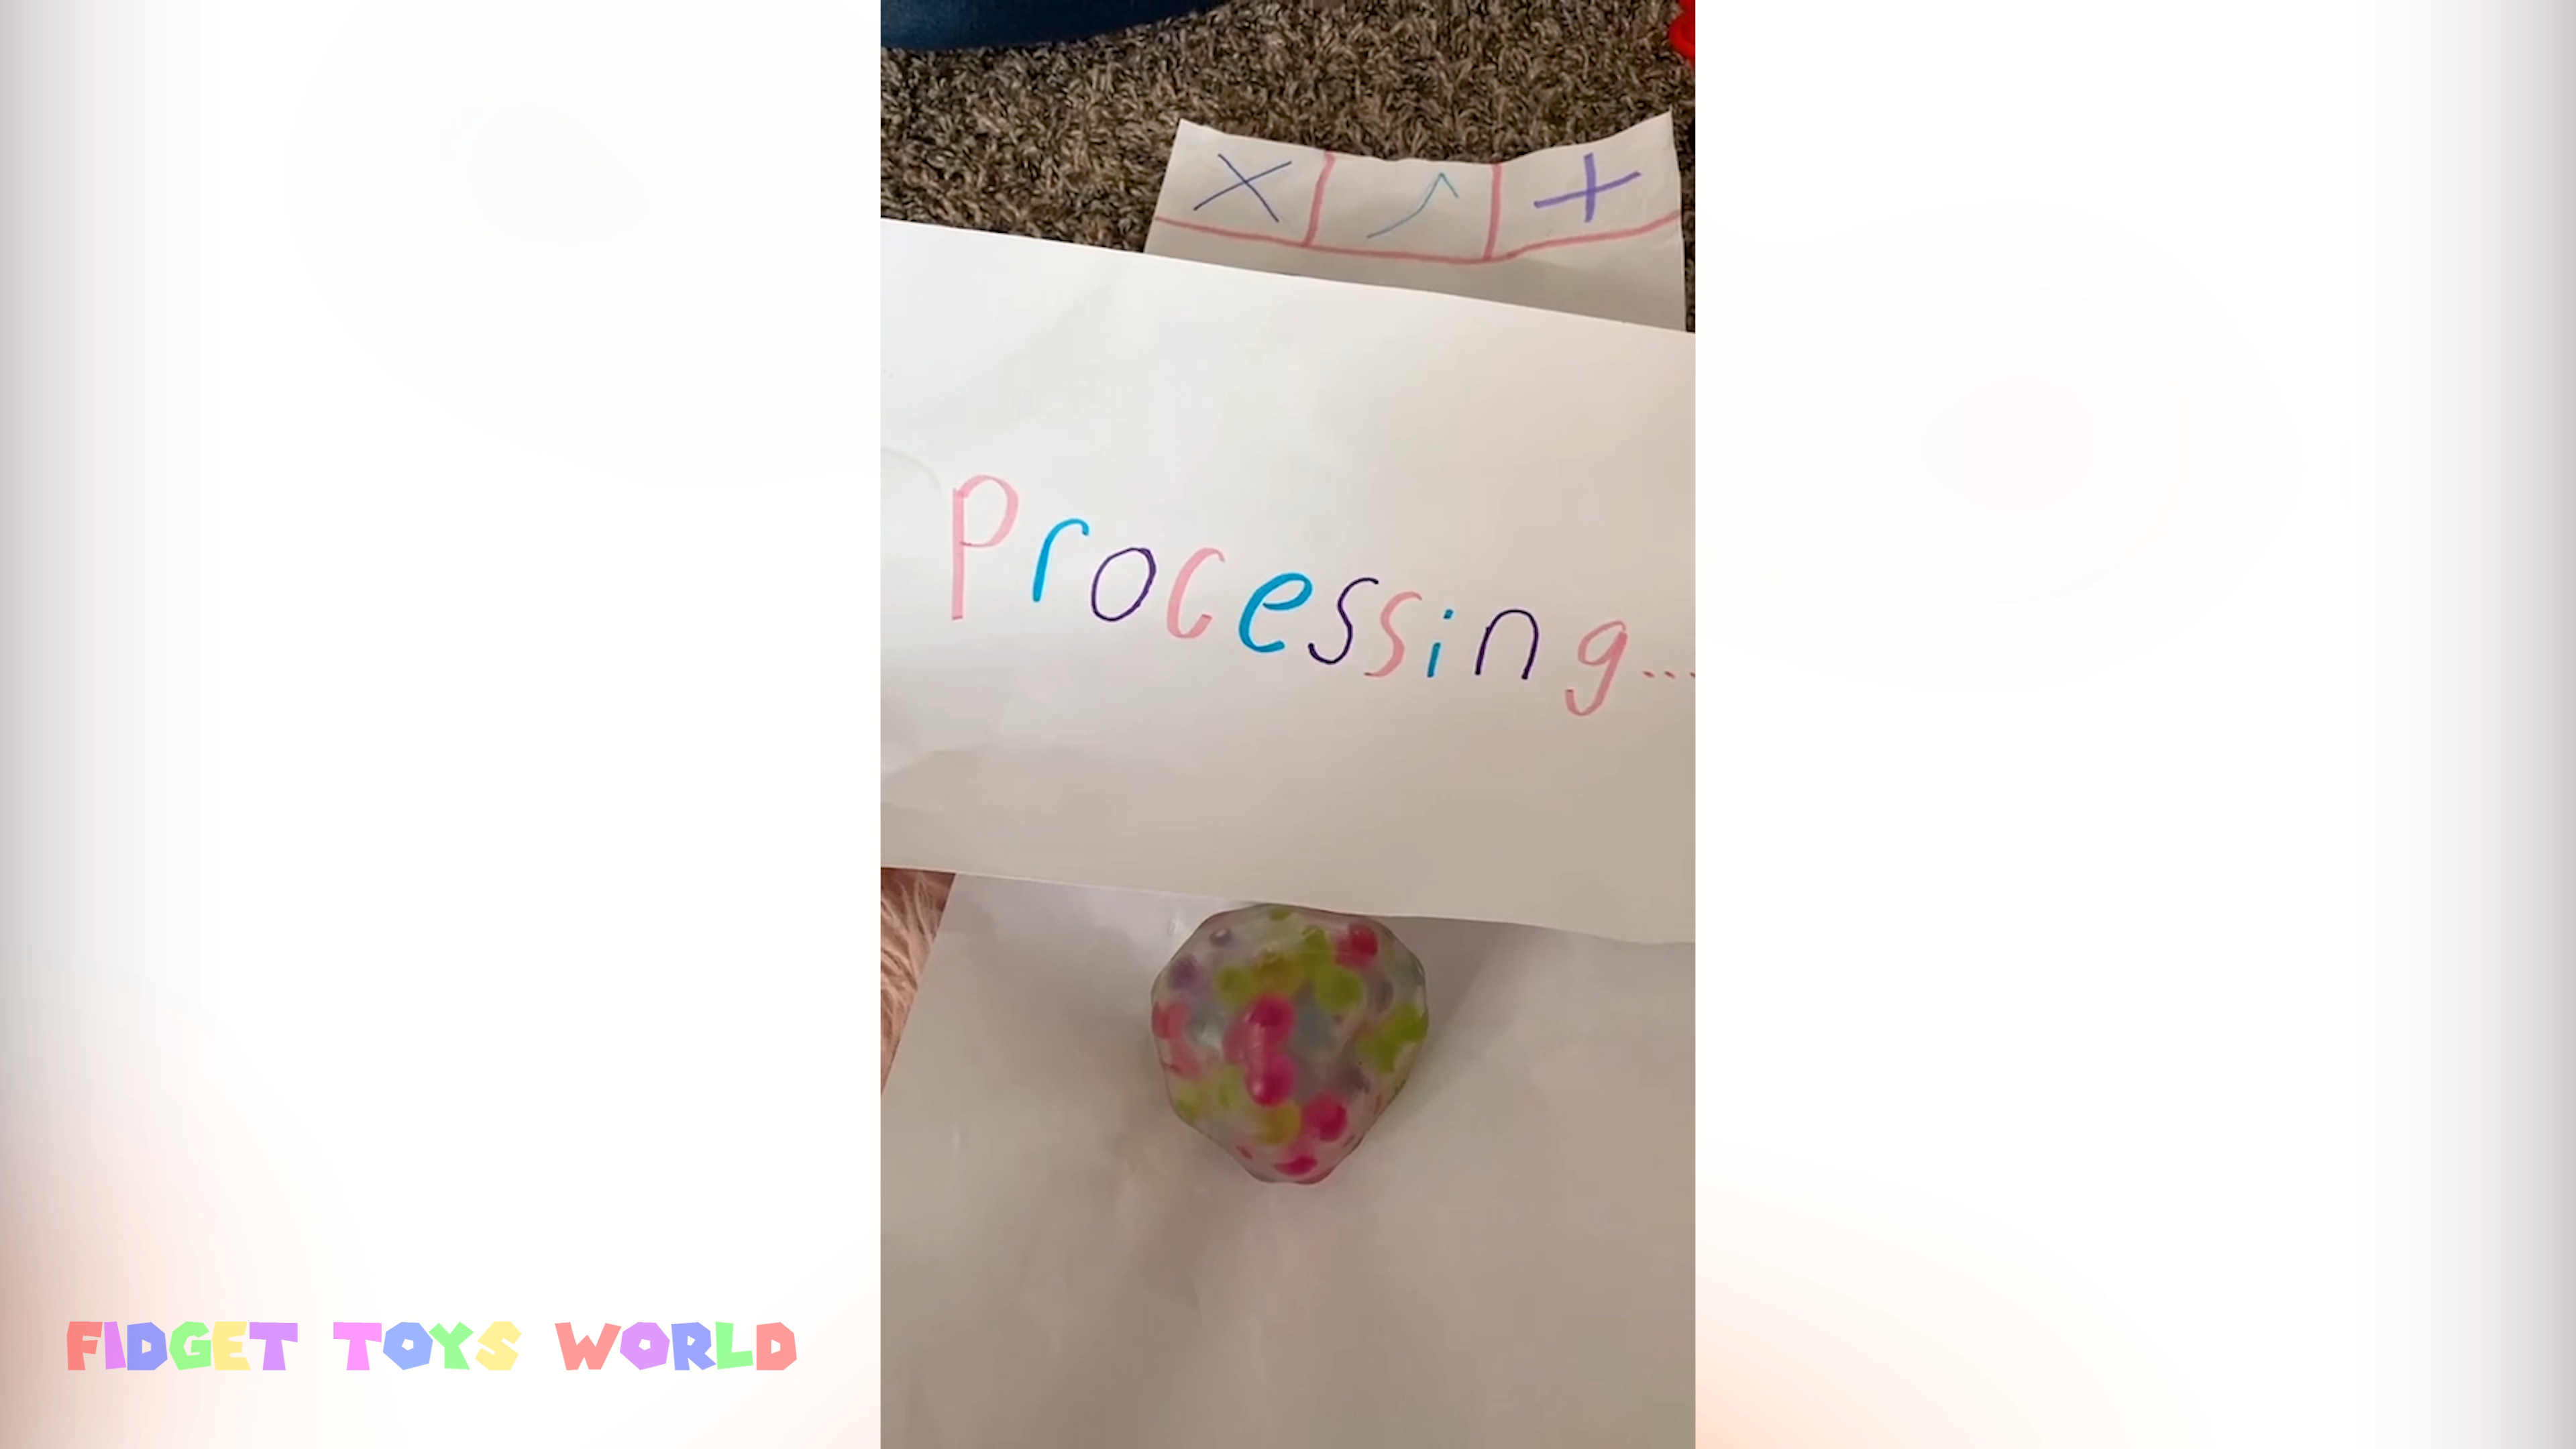 X ✓ +
Processing...
FIDGET TOYS WORLD